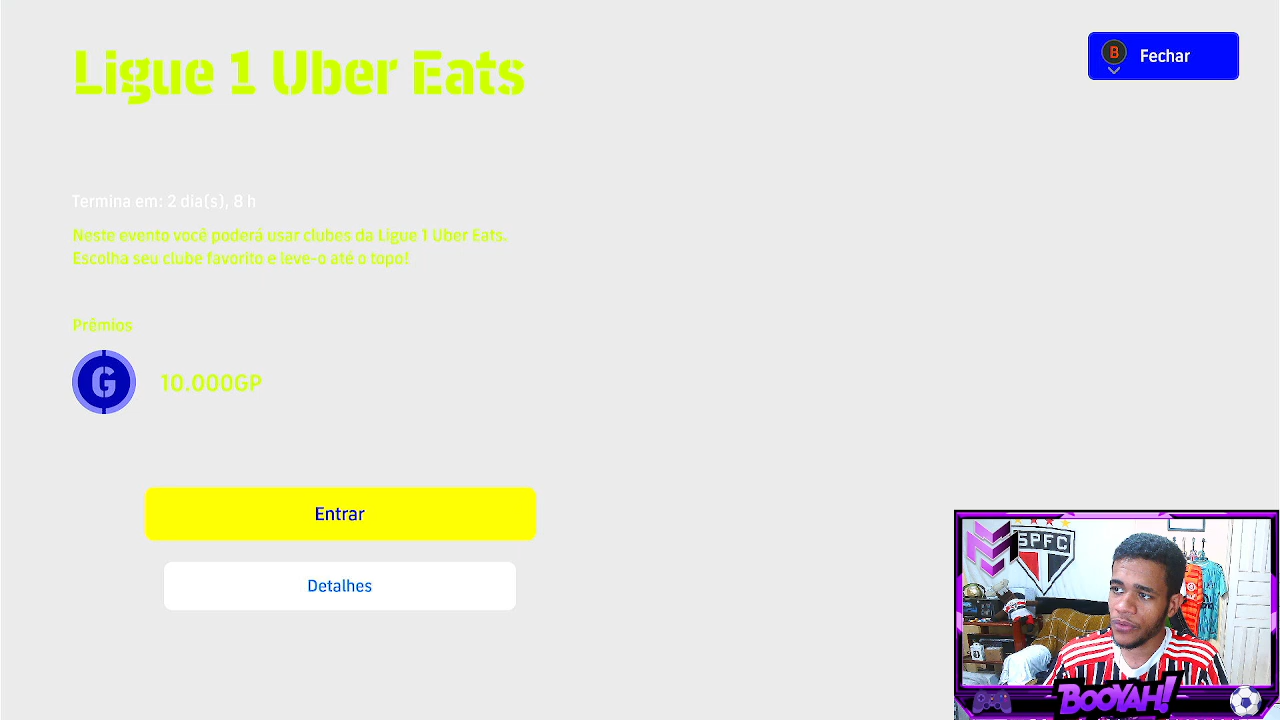 Ligue 1 Uber Eats
B
Fechar
Termina em: 2 dia(s), 8 h
Neste evento você poderá usar clubes da Ligue 1 Uber Eats.
Escolha seu clube favorito e leve-o até o topo!
Prêmios
G
10.000GP
Entrar
Detalhes
SPFC
BOOYAH!